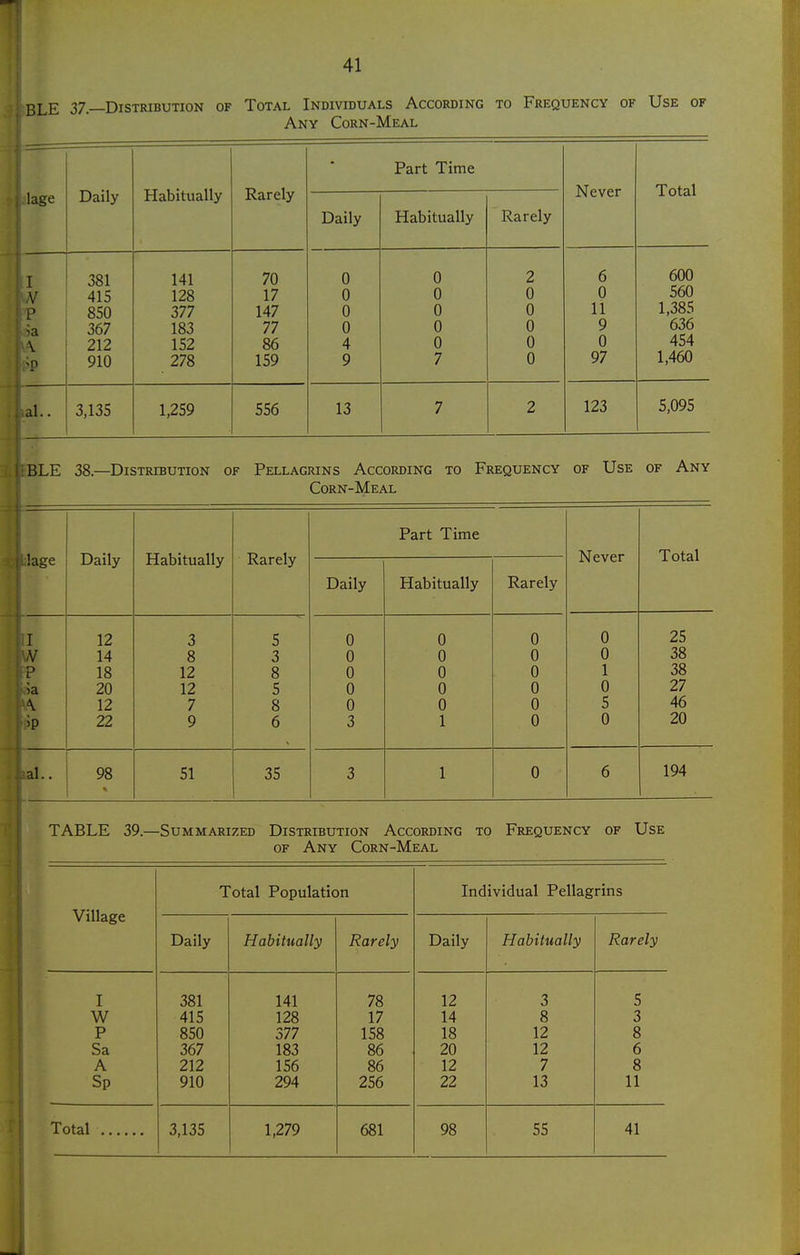 41
BLE 37.—Distribution of Total Individuals According to Frequency of Use of
Any Corn-Meal
lage Daily Habitually Rarely Part Time Never Total
Daily Habitually Rarely
I 381 141 70 0 0 2 6 600
W 415 128 17 0 0 0 0 560
P 850 377 147 0 0 0 11 1,385
Sa 367 183 77 0 0 0 9 636
A 212 152 86 4 0 0 0 454
Sp 910 278 159 9 7 0 97 1,460
al.. 3,135 1,259 556 13 7 2 123 5,095
BLE 38.—Distribution of Pellagrins According to Frequency of Use of Any
Corn-Meal
lage Daily Habitually Rarely Part Time Never Total
Daily Habitually Rarely
I 12 3 5 0 0 0 0 25
W 14 8 3 0 0 0 0 38
P 18 12 8 0 0 0 1 38
Sa 20 12 5 0 0 0 0 27
A 12 7 8 0 0 0 5 46
Sp 22 9 6 3 1 0 0 20
al.. 98 51 35 3 1 0 6 194
TABLE 39.—Summarized Distribution According to Frequency of Use
of Any Corn-Meal
Village Total Population Individual Pellagrins
Daily Habitually Rarely Daily Habitually Rarely
I 381 141 78 12 3 5
W 415 128 17 14 8 3
P 850 377 158 18 12 8
Sa 367 183 86 20 12 6
A 212 156 86 12 7 8
Sp 910 294 256 22 13 11
Total ...... 3,135 1,279 681 98 55 41